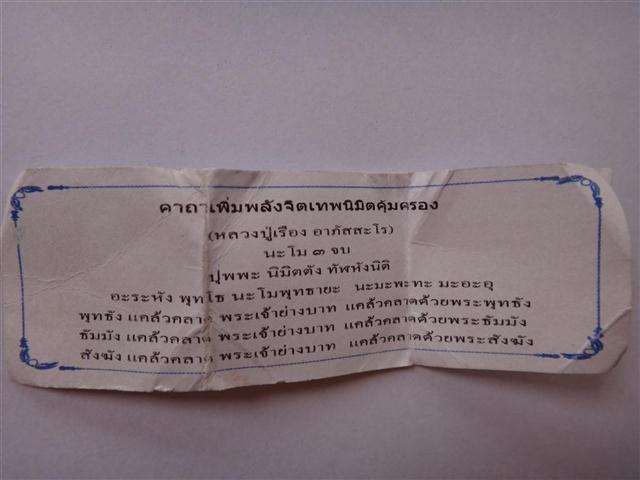 คาถาเพิ่มพลังจิตเทพนิมิตคุ้มครอง
(หลวงปู่เรือง อาภัสสะโร)
นะโม ๓ จบ
ปุพพะ นิมิตตัง ทัฬหังนิติ
อะระหัง พุทโธ นะโมพุทธายะ นะมะพะทะ มะอะอุ
พุทธัง แคล้วคลาด พระเจ้าย่างบาท แคล้วคลาดด้วยพระพุทธัง
ธัมมัง แคล้วคลาด พระเจ้าย่างบาท แคล้วคลาดด้วยพระธัมมัง
สังฆัง แคล้วคลาด พระเจ้าย่างบาท แคล้วคลาดด้วยพระสังฆัง